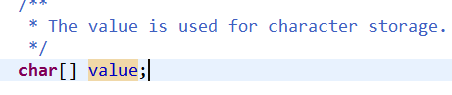 /**
* The value is used for character storage.
*/
char[] value;